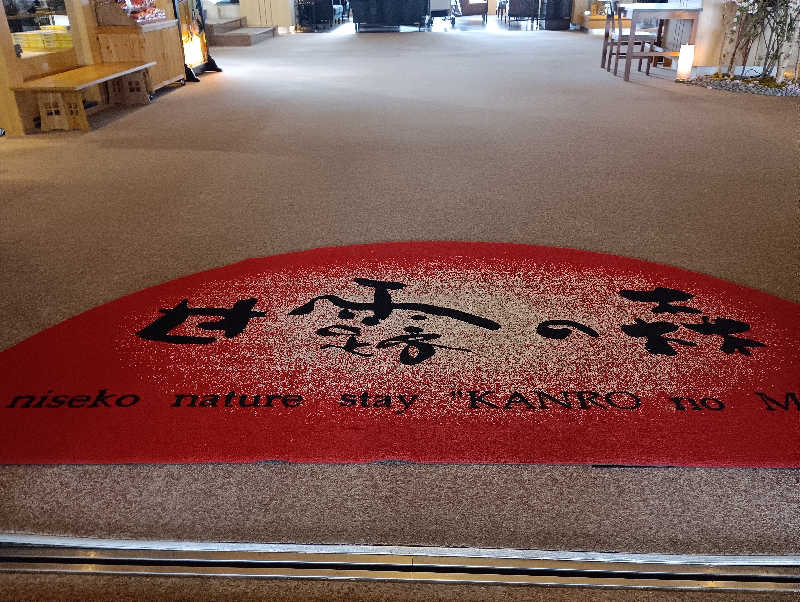 甘露の森
niseko nature stay "KANRO no M